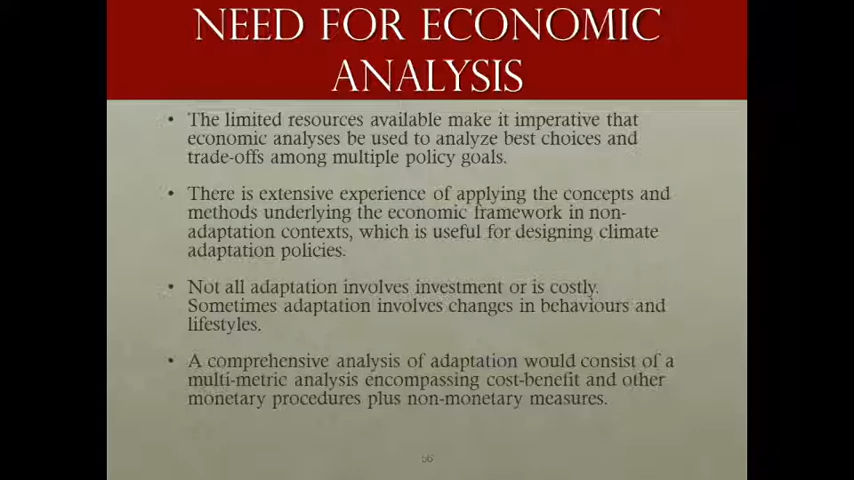 NEED FOR ECONOMIC
ANALYSIS
• The limited resources available make it imperative that
economic analyses be used to analyze best choices and
trade-offs among multiple policy goals.
• There is extensive experience of applying the concepts and
methods underlying the economic framework in non-
adaptation contexts, which is useful for designing climate
adaptation policies.
• Not all adaptation involves investment or is costly.
Sometimes adaptation involves changes in behaviours and
lifestyles.
• A comprehensive analysis of adaptation would consist of a
multi-metric analysis encompassing cost-benefit and other
monetary procedures plus non-monetary measures.